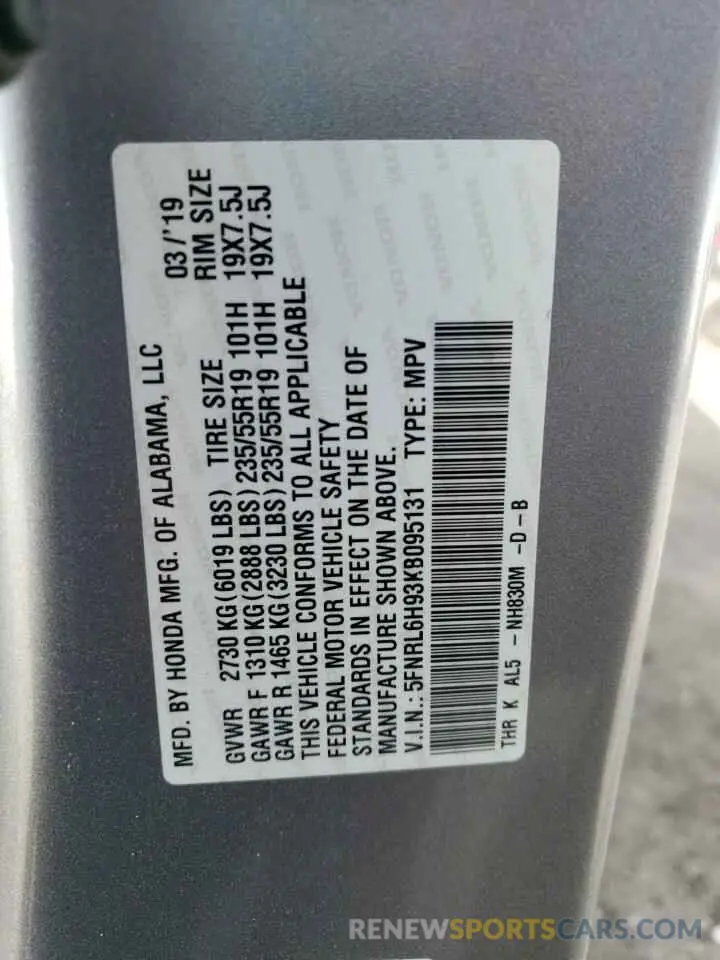 MFD. BY HONDA MFG. OF ALABAMA, LLC 03/'19
GVWR 2730 KG(6019 LBS) TIRE SIZE RIM SIZE
GAWR F 1310 KG(2888 LBS)235/55R19 101H 19X7.5J
GAWR R 1465 KG(3230 LBS)235/55R19 101H 19X7.5J
THIS VEHICLE CONFORMS TO ALL APPLICABLE
FEDERAL MOTOR VEHICLE SAFETY
STANDARDS IN EFFECT ON THE DATE OF
MANUFACTURE SHOWN ABOVE.
V.I.N.: 5FNRL6H93KB095131 TYPE: MPV
THR K AL5 - NH830M -D-B
RENEWSPORTSCARS.COM